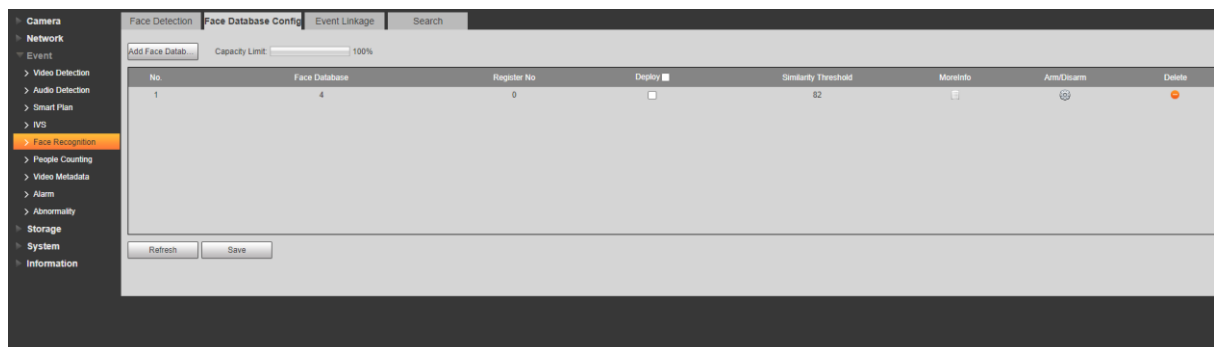 Camera
Network
Event
Video Detection
Audio Detection
Smart Plan
IVS
Face Recognition
People Counting
Video Metadata
Alarm
Abnormality
Storage
System
Information
Face Detection Face Database Config Event Linkage Search
Add Face Datab... Capacity Limit: 100%
No. Face Database Register No Deploy Similarity Threshold MoreInfo Arm/Disarm Delete
1 4 0 82
Refresh Save